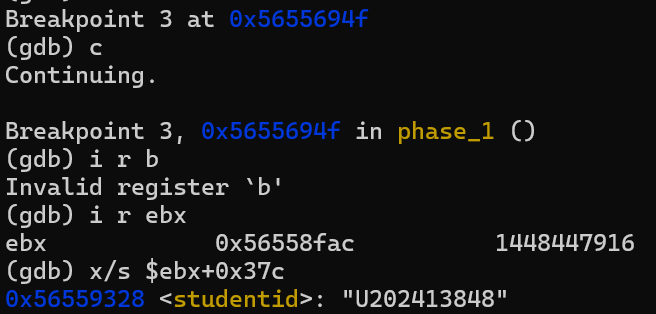 Breakpoint 3 at 0x5655694f
(gdb) c
Continuing.
Breakpoint 3, 0x5655694f in phase_1 ()
(gdb) i r b
Invalid register `b'
(gdb) i r ebx
ebx            0x56558fac          1448447916
(gdb) x/s $ebx+0x37c
0x56559328 <studentid>: "U202413848"